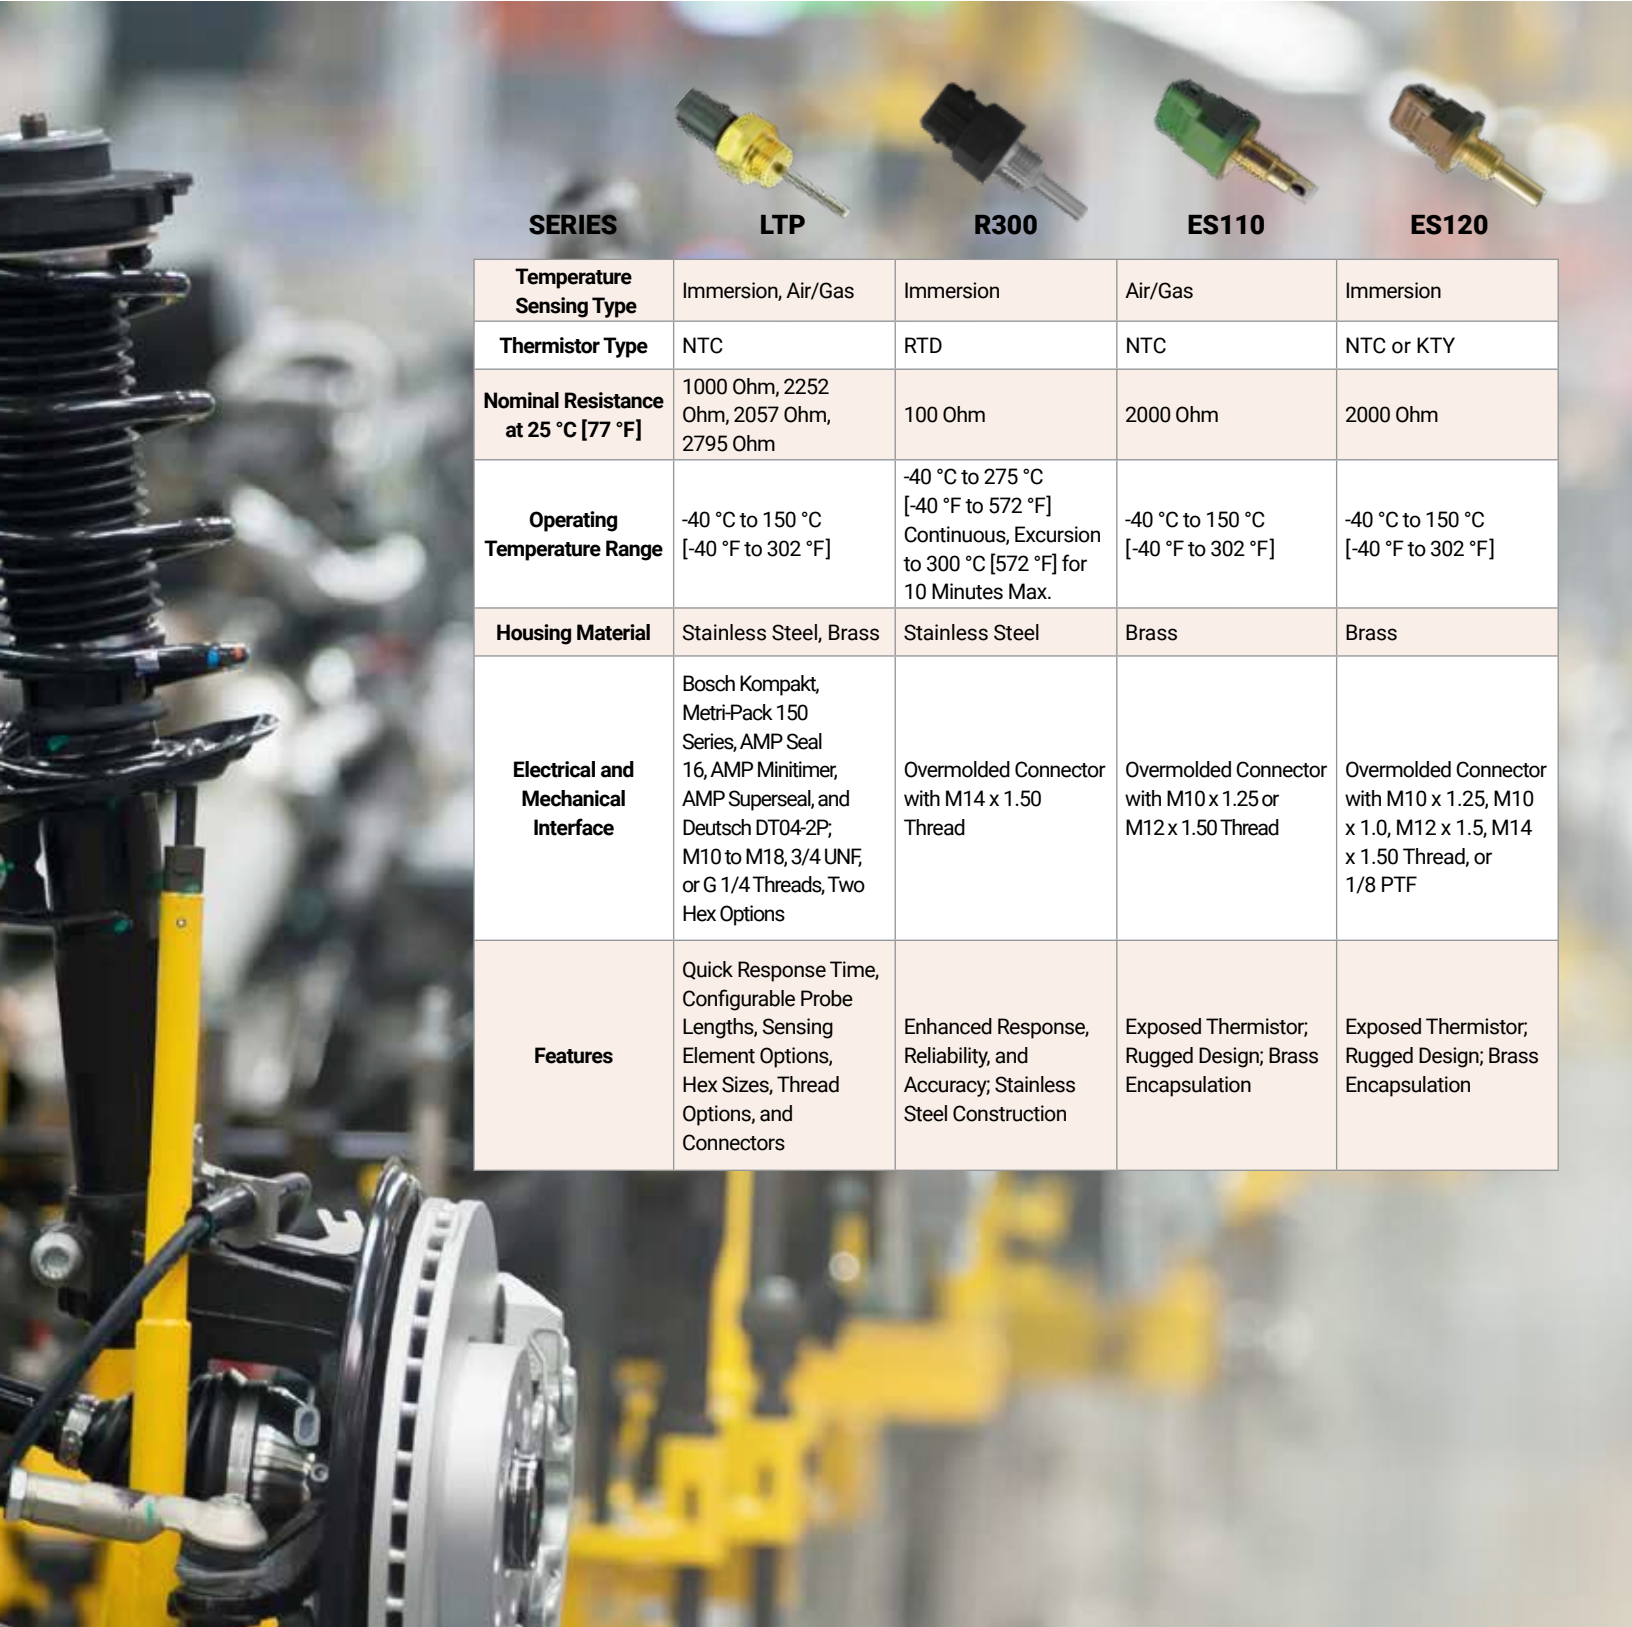 SERIES LTP R300 ES110 ES120
Temperature
Sensing Type
Immersion, Air/Gas
Immersion
Air/Gas
Immersion
Thermistor Type
NTC
RTD
NTC
NTC or KTY
Nominal Resistance
at 25 °C [77 °F]
1000 Ohm, 2252
Ohm, 2057 Ohm,
2795 Ohm
100 Ohm
2000 Ohm
2000 Ohm
Operating
Temperature Range
-40 °C to 150 °C
[-40 °F to 302 °F]
-40 °C to 275 °C
[-40 °F to 572 °F]
Continuous, Excursion
to 300 °C [572 °F] for
10 Minutes Max.
-40 °C to 150 °C
[-40 °F to 302 °F]
-40 °C to 150 °C
[-40 °F to 302 °F]
Housing Material
Stainless Steel, Brass
Stainless Steel
Brass
Brass
Electrical and
Mechanical
Interface
Bosch Kompakt,
Metri-Pack 150
Series, AMP Seal
16, AMP Minitimer,
AMP Superseal, and
Deutsch DT04-2P;
M10 to M18, 3/4 UNF,
or G 1/4 Threads, Two
Hex Options
Overmolded Connector
with M14 x 1.50
Thread
Overmolded Connector
with M10 x 1.25 or
M12 x 1.50 Thread
Overmolded Connector
with M10 x 1.25, M10
x 1.0, M12 x 1.5, M14
x 1.50 Thread, or
1/8 PTF
Features
Quick Response Time,
Configurable Probe
Lengths, Sensing
Element Options,
Hex Sizes, Thread
Options, and
Connectors
Enhanced Response,
Reliability, and
Accuracy; Stainless
Steel Construction
Exposed Thermistor;
Rugged Design; Brass
Encapsulation
Exposed Thermistor;
Rugged Design; Brass
Encapsulation